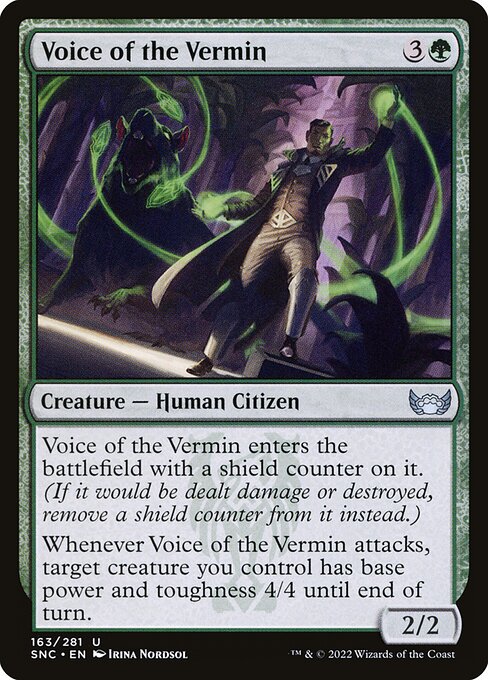 Voice of the Vermin 3
Creature — Human Citizen
Voice of the Vermin enters the
battlefield with a shield counter on it.
(If it would be dealt damage or destroyed,
remove a shield counter from it instead.)
Whenever Voice of the Vermin attacks,
target creature you control has base
power and toughness 4/4 until end of
turn.
2/2
163/281 U
SNC • EN Irina Nordsol
™ & © 2022 Wizards of the Coast